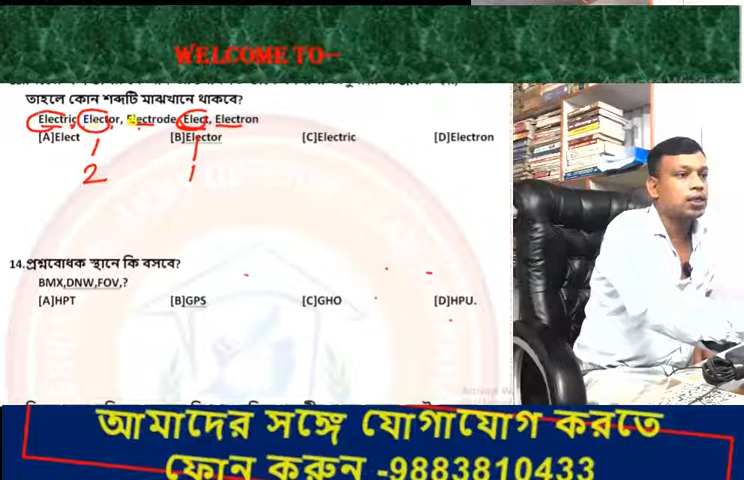 WELCOME TO--
তাহলে কোন শব্দটি মাঝখানে থাকবে?
Electric, Elector, Electrode, Elect, Electron
[A]Elect [B]Elector [C]Electric [D]Electron
2 1
14.প্রশ্নবোধক স্থানে কি বসবে?
BMX,DNW,FOV,?
[A]HPT [B]GPS [C]GHO [D]HPU.
আমাদের সঙ্গে যোগাযোগ করতে
ফোন করুন -9883810433